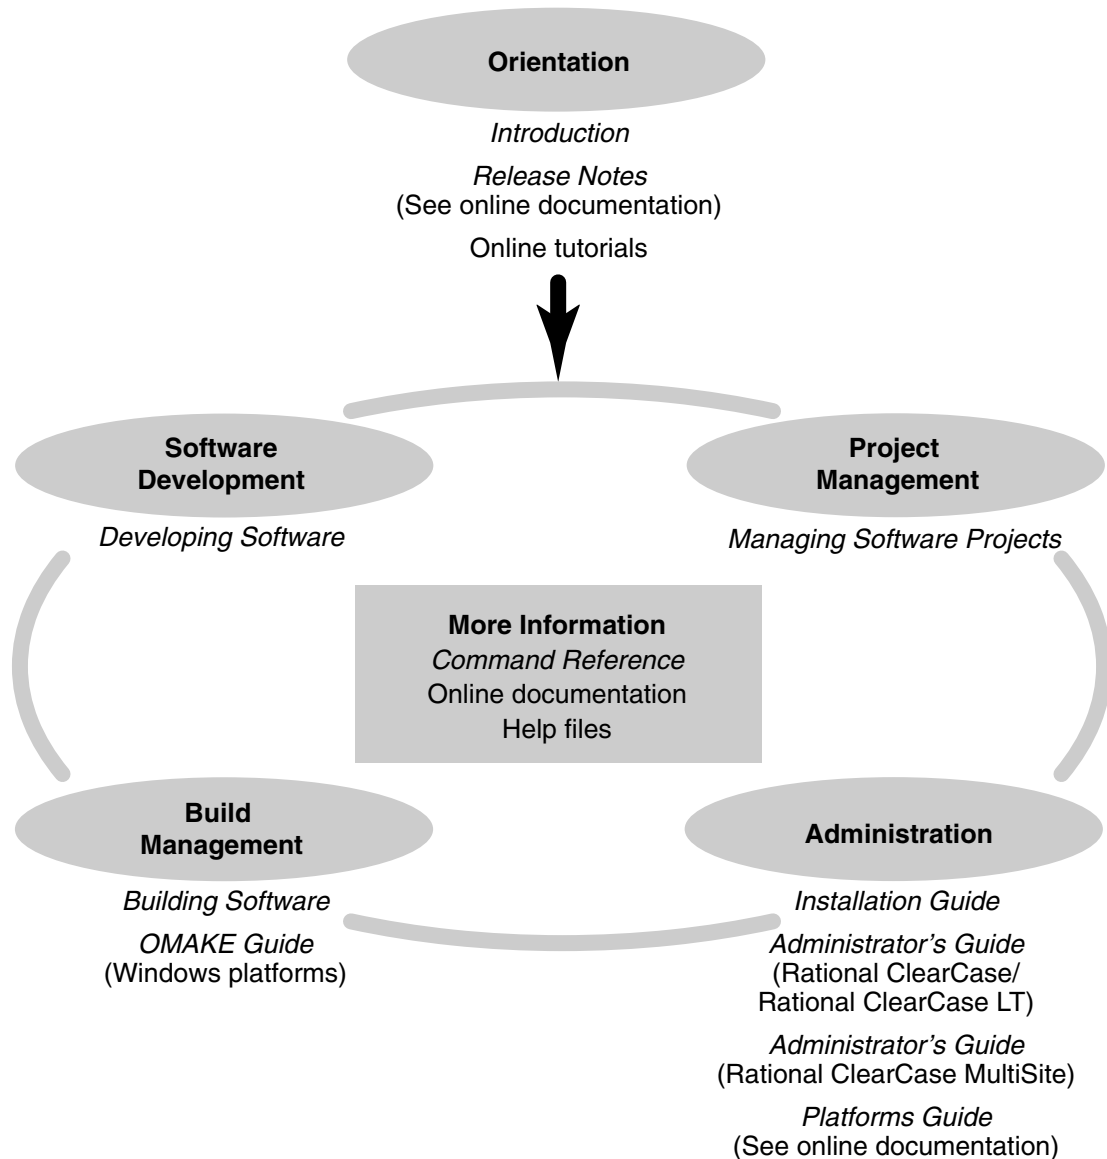 Orientation
Introduction
Release Notes
(See online documentation)
Online tutorials
Software
Development
Developing Software
Project
Management
Managing Software Projects
More Information
Command Reference
Online documentation
Help files
Build
Management
Building Software
OMAKE Guide
(Windows platforms)
Administration
Installation Guide
Administrator's Guide
(Rational ClearCase/
Rational ClearCase LT)
Administrator's Guide
(Rational ClearCase MultiSite)
Platforms Guide
(See online documentation)